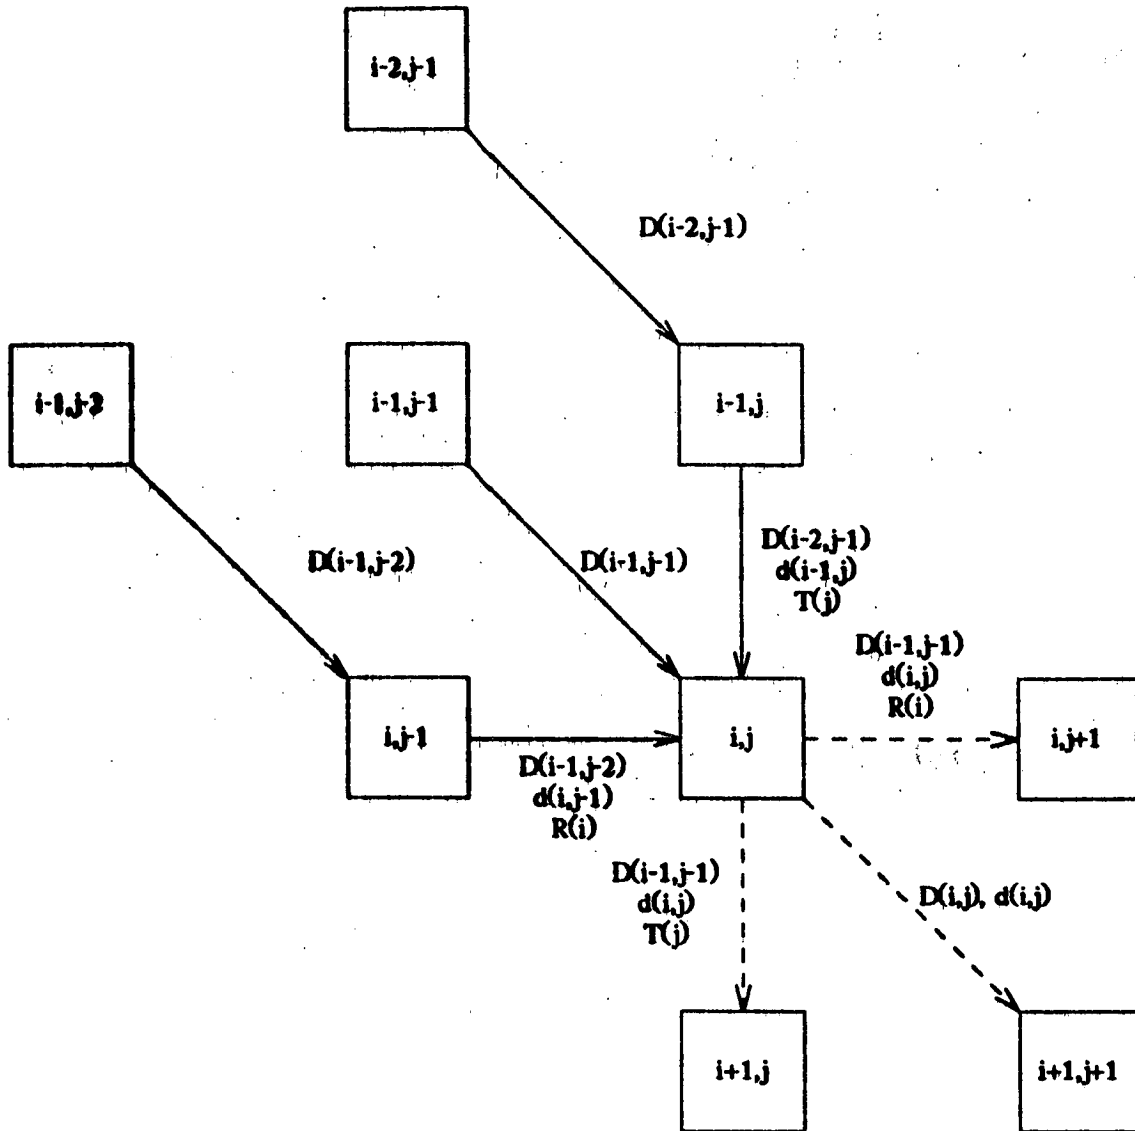 i-2,j-1
D(i-2,j-1)
i-1,j-2
i-1,j-1
i-1,j
D(i-1,j-2)
D(i-1,j-1)
D(i-2,j-1)
d(i-1,j)
T(j)
D(i-1,j-1)
d(i,j)
R(i)
i,j-1
i,j
i,j+1
D(i-1,j-2)
d(i,j-1)
R(i)
D(i-1,j-1)
d(i,j)
T(j)
D(i,j), d(i,j)
i+1,j
i+1,j+1